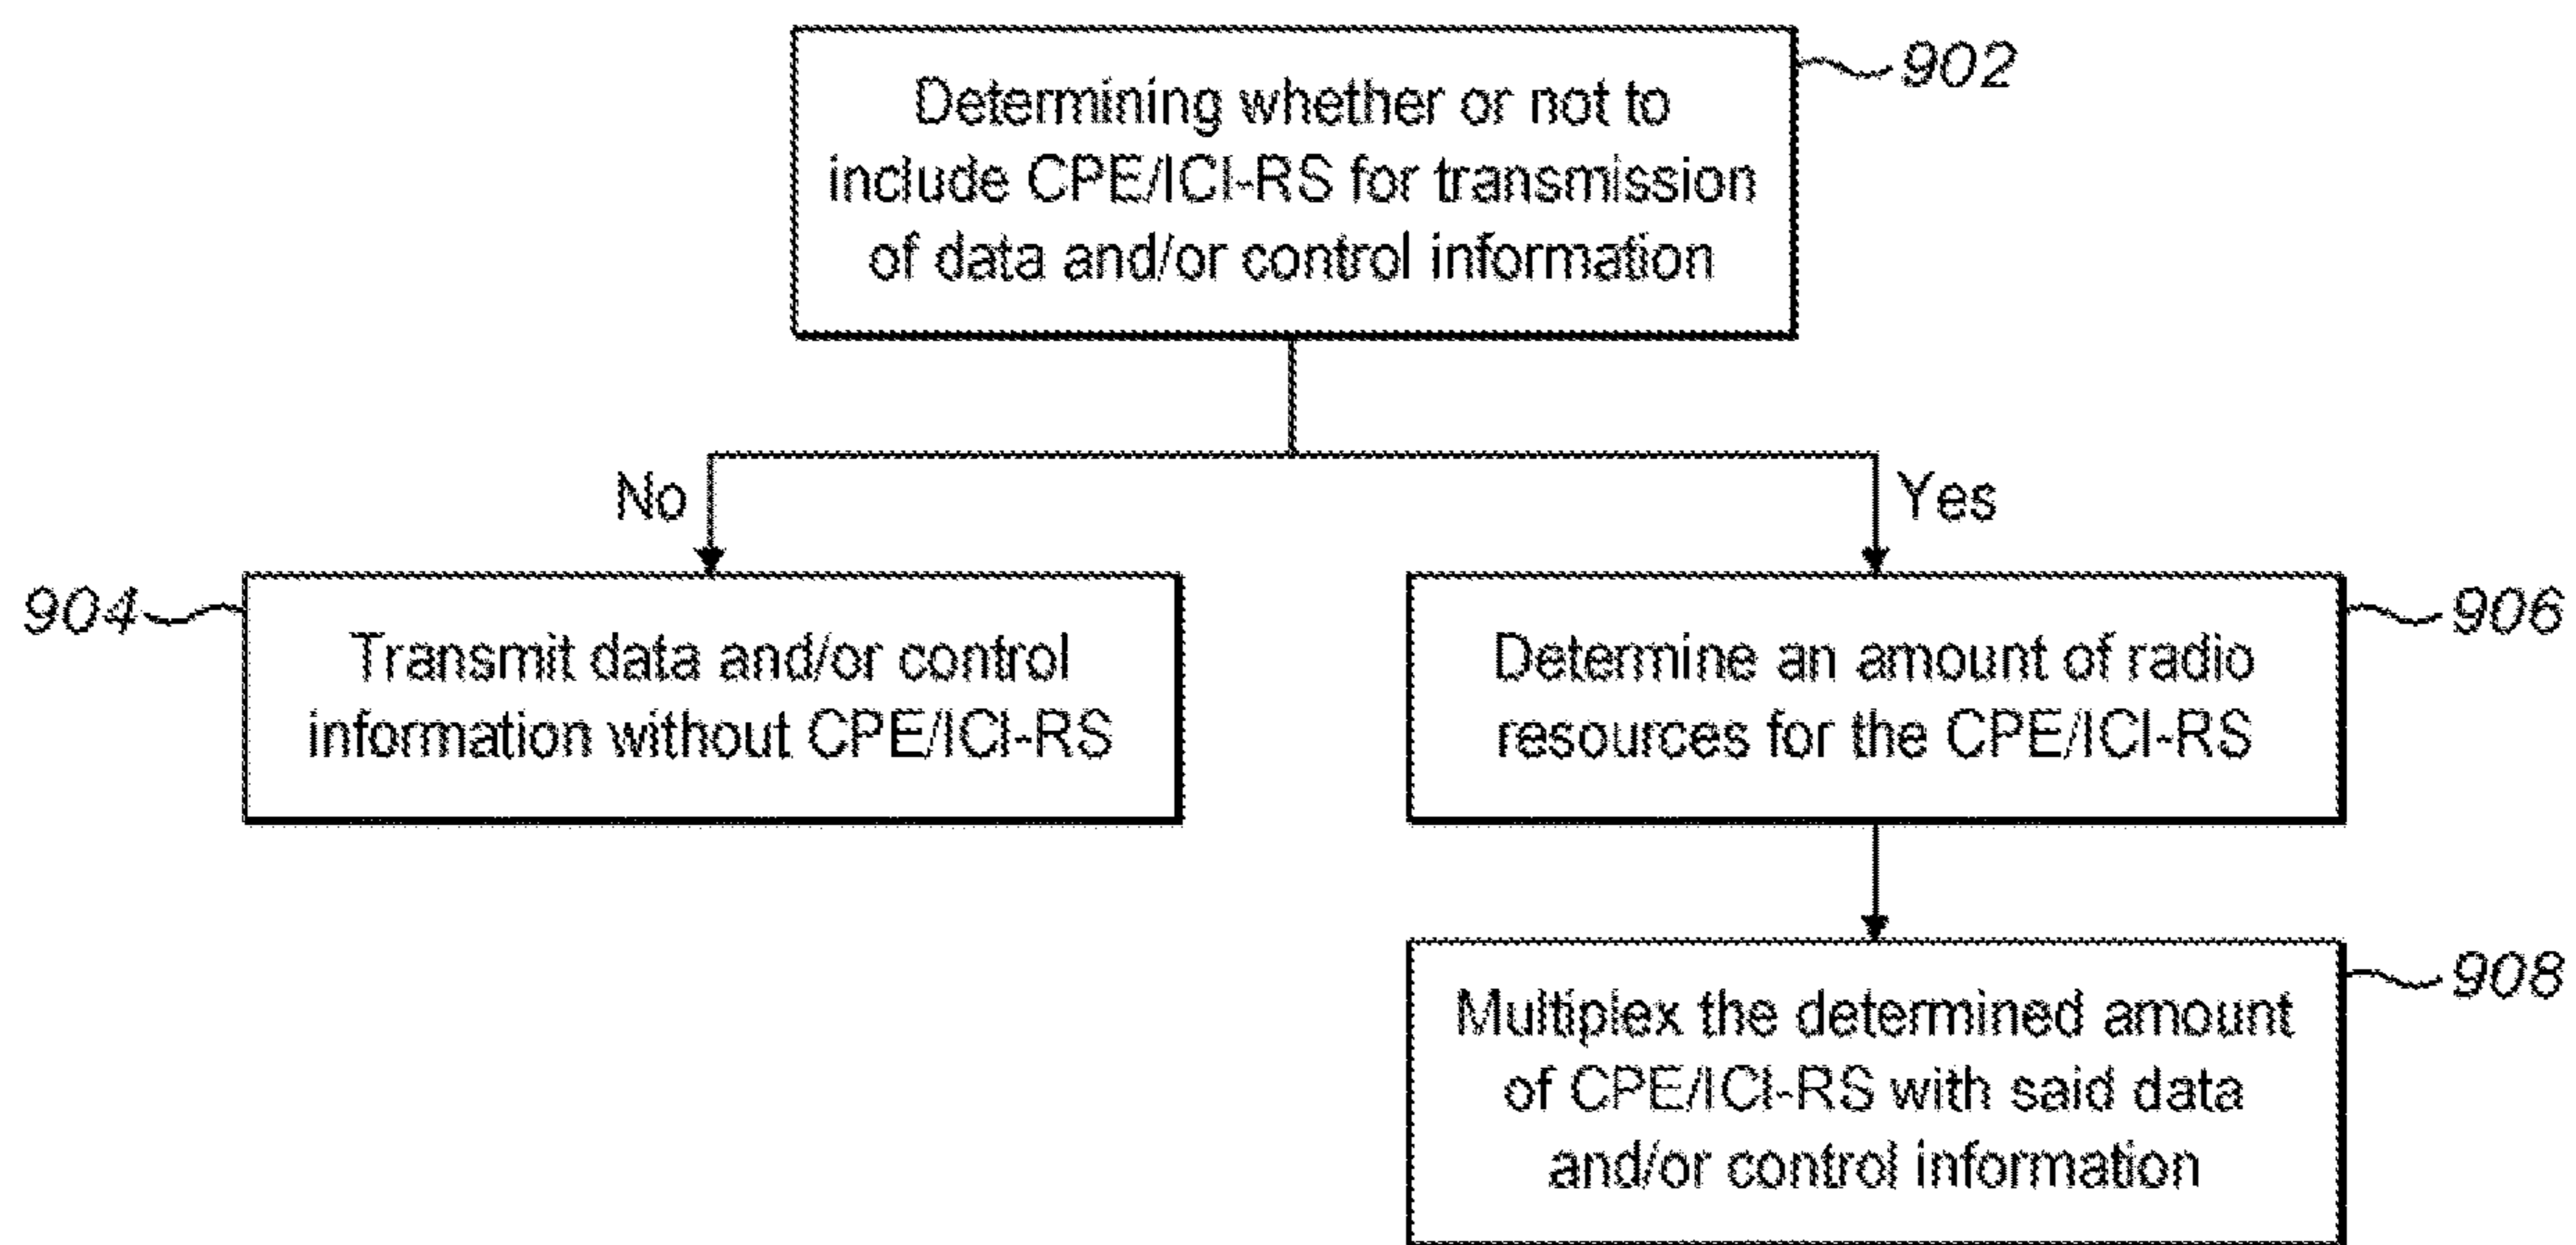 Determining whether or not to
include CPE/ICI-RS for transmission
of data and/or control information
902
No
Yes
904
Transmit data and/or control
information without CPE/ICI-RS
Determine an amount of radio
resources for the CPE/ICI-RS
906
Multiplex the determined amount
of CPE/ICI-RS with said data
and/or control information
908